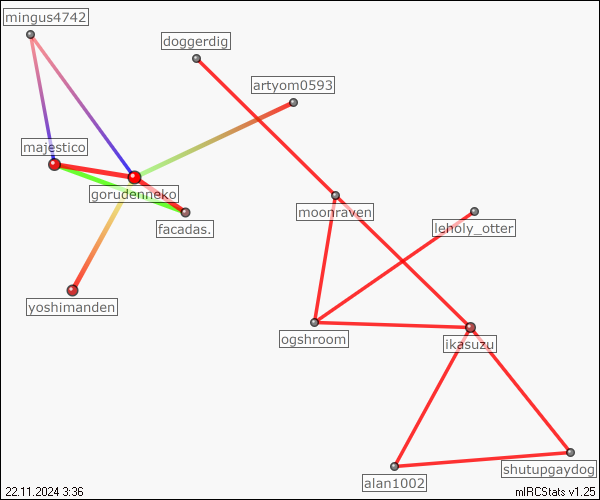 mingus4742
doggerdig
artyom0593
majestico
gorudenneko
moonraven
facadas.
leholy_otter
yoshimanden
ogshroom
ikasuzu
shutupgaydog
alan1002
22.11.2024 3:36
mIRCStats v1.25